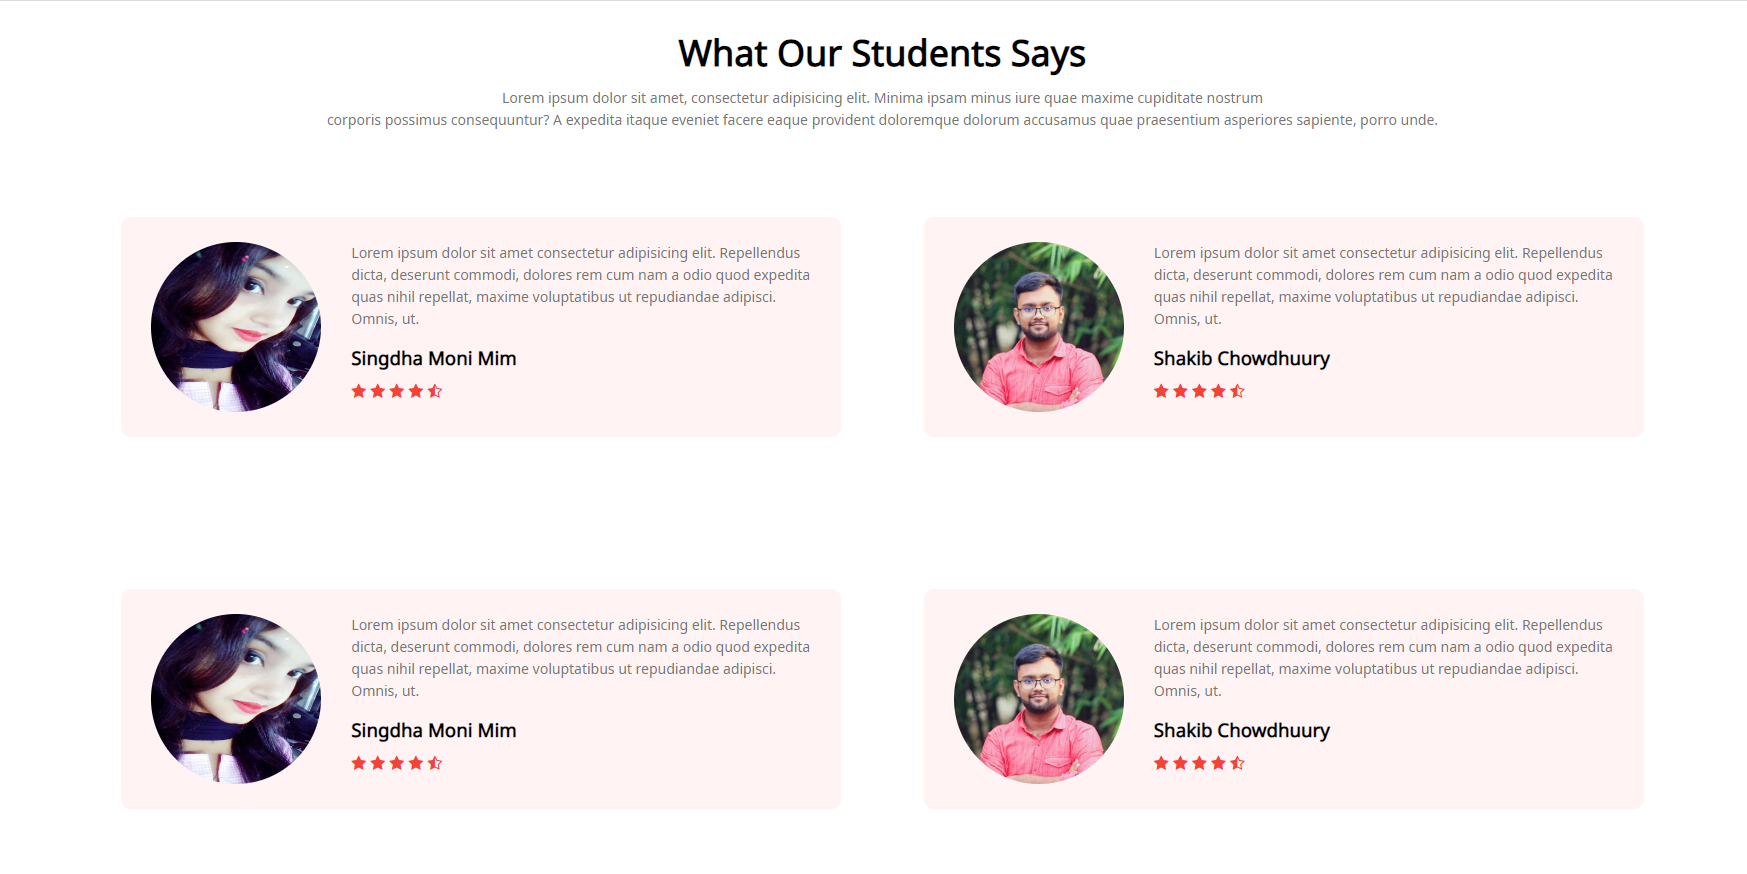 What Our Students Says
Lorem ipsum dolor sit amet, consectetur adipisicing elit. Minima ipsam minus iure quae maxime cupiditate nostrum
corporis possimus consequuntur? A expedita itaque eveniet facere eaque provident doloremque dolorum accusamus quae praesentium asperiores sapiente, porro unde.
Lorem ipsum dolor sit amet consectetur adipisicing elit. Repellendus
dicta, deserunt commodi, dolores rem cum nam a odio quod expedita
quas nihil repellat, maxime voluptatibus ut repudiandae adipisci.
Omnis, ut.
Singdha Moni Mim
Lorem ipsum dolor sit amet consectetur adipisicing elit. Repellendus
dicta, deserunt commodi, dolores rem cum nam a odio quod expedita
quas nihil repellat, maxime voluptatibus ut repudiandae adipisci.
Omnis, ut.
Shakib Chowdhuury
Lorem ipsum dolor sit amet consectetur adipisicing elit. Repellendus
dicta, deserunt commodi, dolores rem cum nam a odio quod expedita
quas nihil repellat, maxime voluptatibus ut repudiandae adipisci.
Omnis, ut.
Singdha Moni Mim
Lorem ipsum dolor sit amet consectetur adipisicing elit. Repellendus
dicta, deserunt commodi, dolores rem cum nam a odio quod expedita
quas nihil repellat, maxime voluptatibus ut repudiandae adipisci.
Omnis, ut.
Shakib Chowdhuury